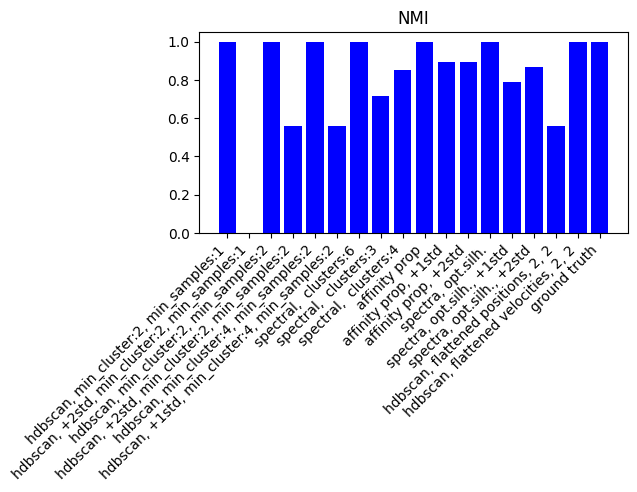 NMI
1.0
0.8
0.6
0.4
0.2
0.0
hdbscan, min_cluster:2, min_samples:1
hdbscan, +2std, min_cluster:2, min_samples:1
hdbscan, min_cluster:2, min_samples:2
hdbscan, +2std, min_cluster:2, min_samples:2
hdbscan, min_cluster:4, min_samples:2
hdbscan, +1std, min_cluster:4, min_samples:2
spectral,  clusters:6
spectral,  clusters:3
spectral,  clusters:4
affinity prop
affinity prop, +1std
affinity prop, +2std
spectra, opt.silh.
spectra, opt.silh., +1std
spectra, opt.silh., +2std
hdbscan, flattened positions, 2, 2
hdbscan, flattened velocities, 2, 2
ground truth